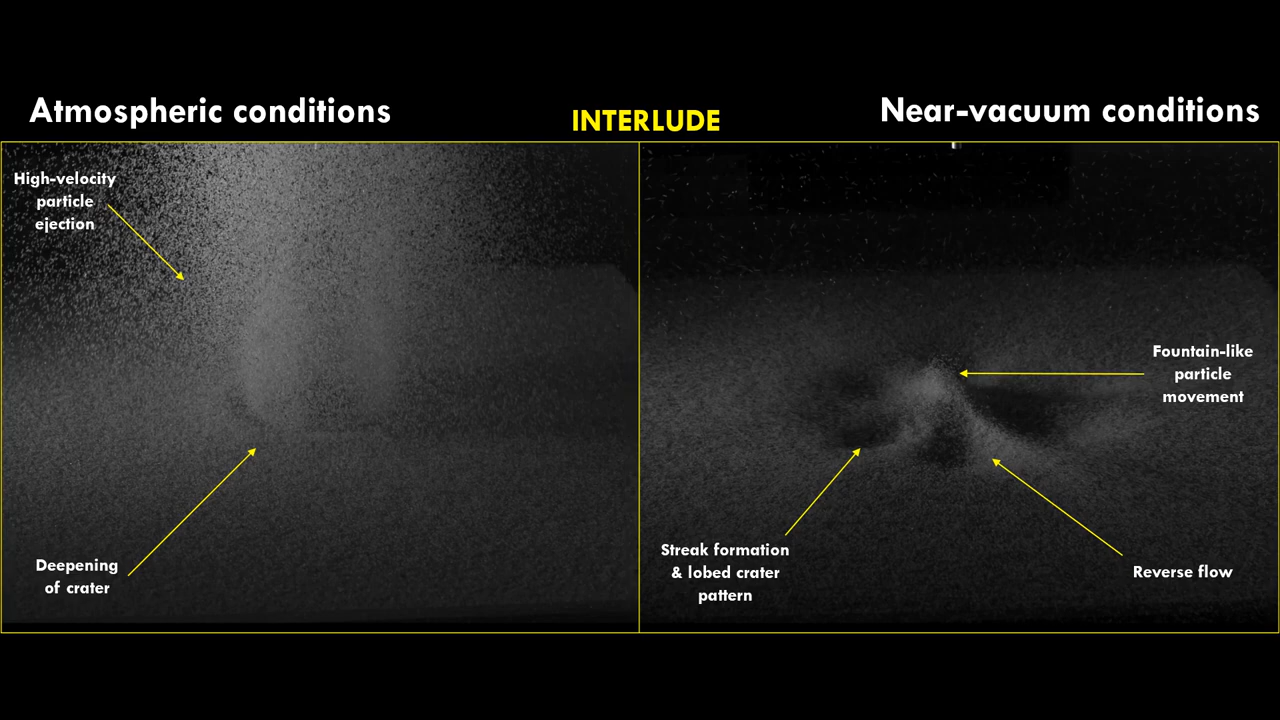 Atmospheric conditions
INTERLUDE
Near-vacuum conditions
High-velocity
particle
ejection
Deepening
of crater
Fountain-like
particle
movement
Streak formation
& lobed crater
pattern
Reverse flow